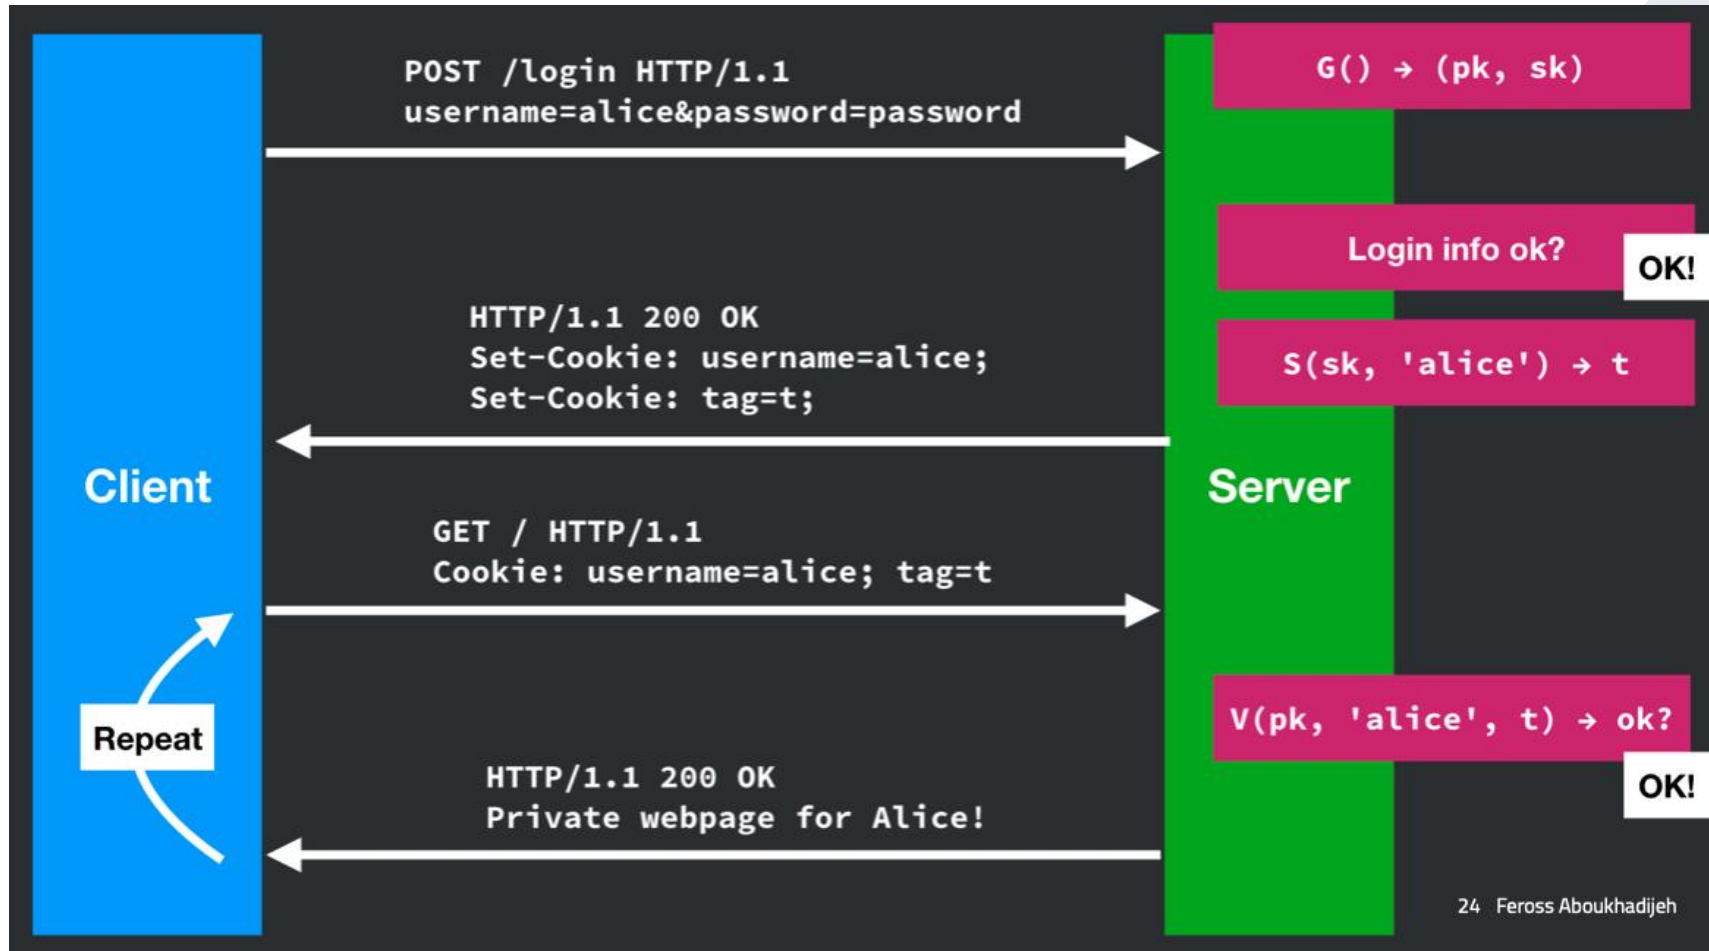 POST /login HTTP/1.1
username=alice&password=password
G() → (pk, sk)
Login info ok?
OK!
HTTP/1.1 200 OK
Set-Cookie: username=alice;
Set-Cookie: tag=t;
S(sk, 'alice') → t
Client
Server
GET / HTTP/1.1
Cookie: username=alice; tag=t
Repeat
V(pk, 'alice', t) → ok?
OK!
HTTP/1.1 200 OK
Private webpage for Alice!
24 Feross Aboukhadijeh